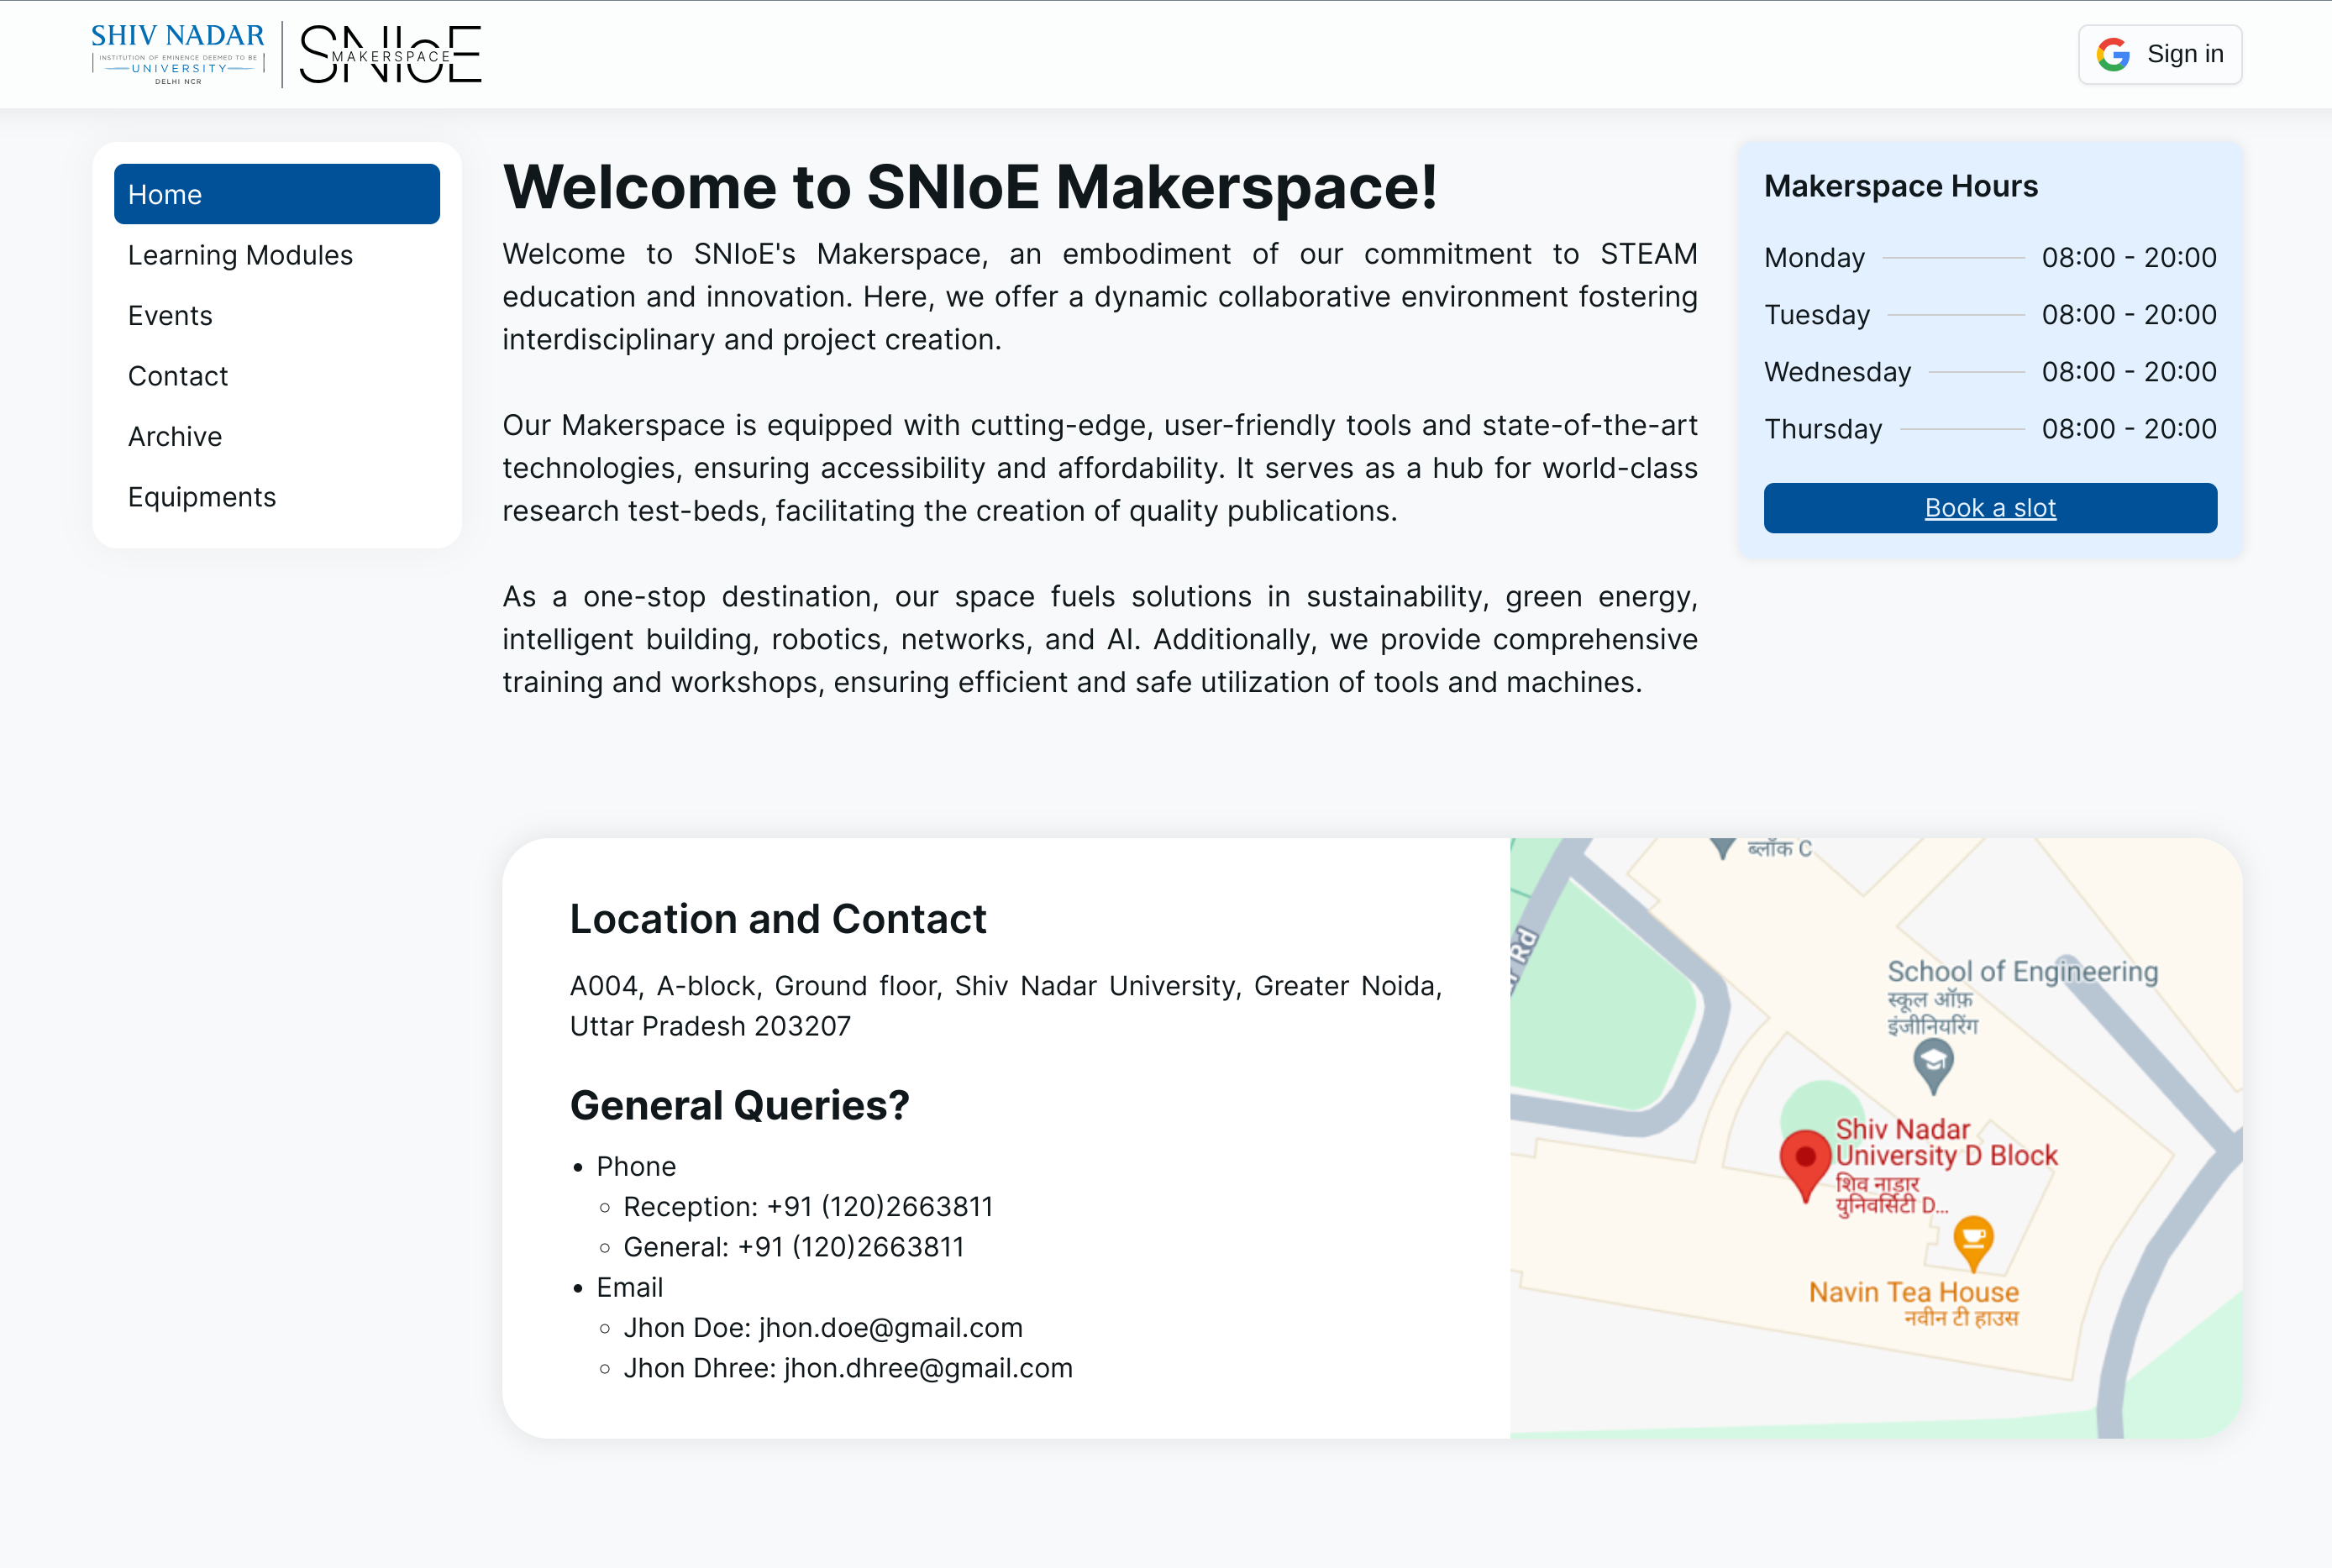 SHIV NADAR
INSTITUTION OF EMINENCE DEEMED TO BE
UNIVERSITY
DELHI NCR
SNIoE
MAKERSPACE
Sign in
Home
Learning Modules
Events
Contact
Archive
Equipments
Welcome to SNIoE Makerspace!
Welcome to SNIoE's Makerspace, an embodiment of our commitment to STEAM
education and innovation. Here, we offer a dynamic collaborative environment fostering
interdisciplinary and project creation.
Our Makerspace is equipped with cutting-edge, user-friendly tools and state-of-the-art
technologies, ensuring accessibility and affordability. It serves as a hub for world-class
research test-beds, facilitating the creation of quality publications.
As a one-stop destination, our space fuels solutions in sustainability, green energy,
intelligent building, robotics, networks, and AI. Additionally, we provide comprehensive
training and workshops, ensuring efficient and safe utilization of tools and machines.
Makerspace Hours
Monday 08:00 - 20:00
Tuesday 08:00 - 20:00
Wednesday 08:00 - 20:00
Thursday 08:00 - 20:00
Book a slot
Location and Contact
A004, A-block, Ground floor, Shiv Nadar University, Greater Noida,
Uttar Pradesh 203207
General Queries?
• Phone
◦ Reception: +91 (120)2663811
◦ General: +91 (120)2663811
• Email
◦ Jhon Doe: jhon.doe@gmail.com
◦ Jhon Dhree: jhon.dhree@gmail.com
ब्लॉक C
Rd
School of Engineering
स्कूल ऑफ़
इंजीनियरिंग
Shiv Nadar
University D Block
शिव नाडार
युनिवर्सिटी D...
Navin Tea House
नवीन टी हाउस